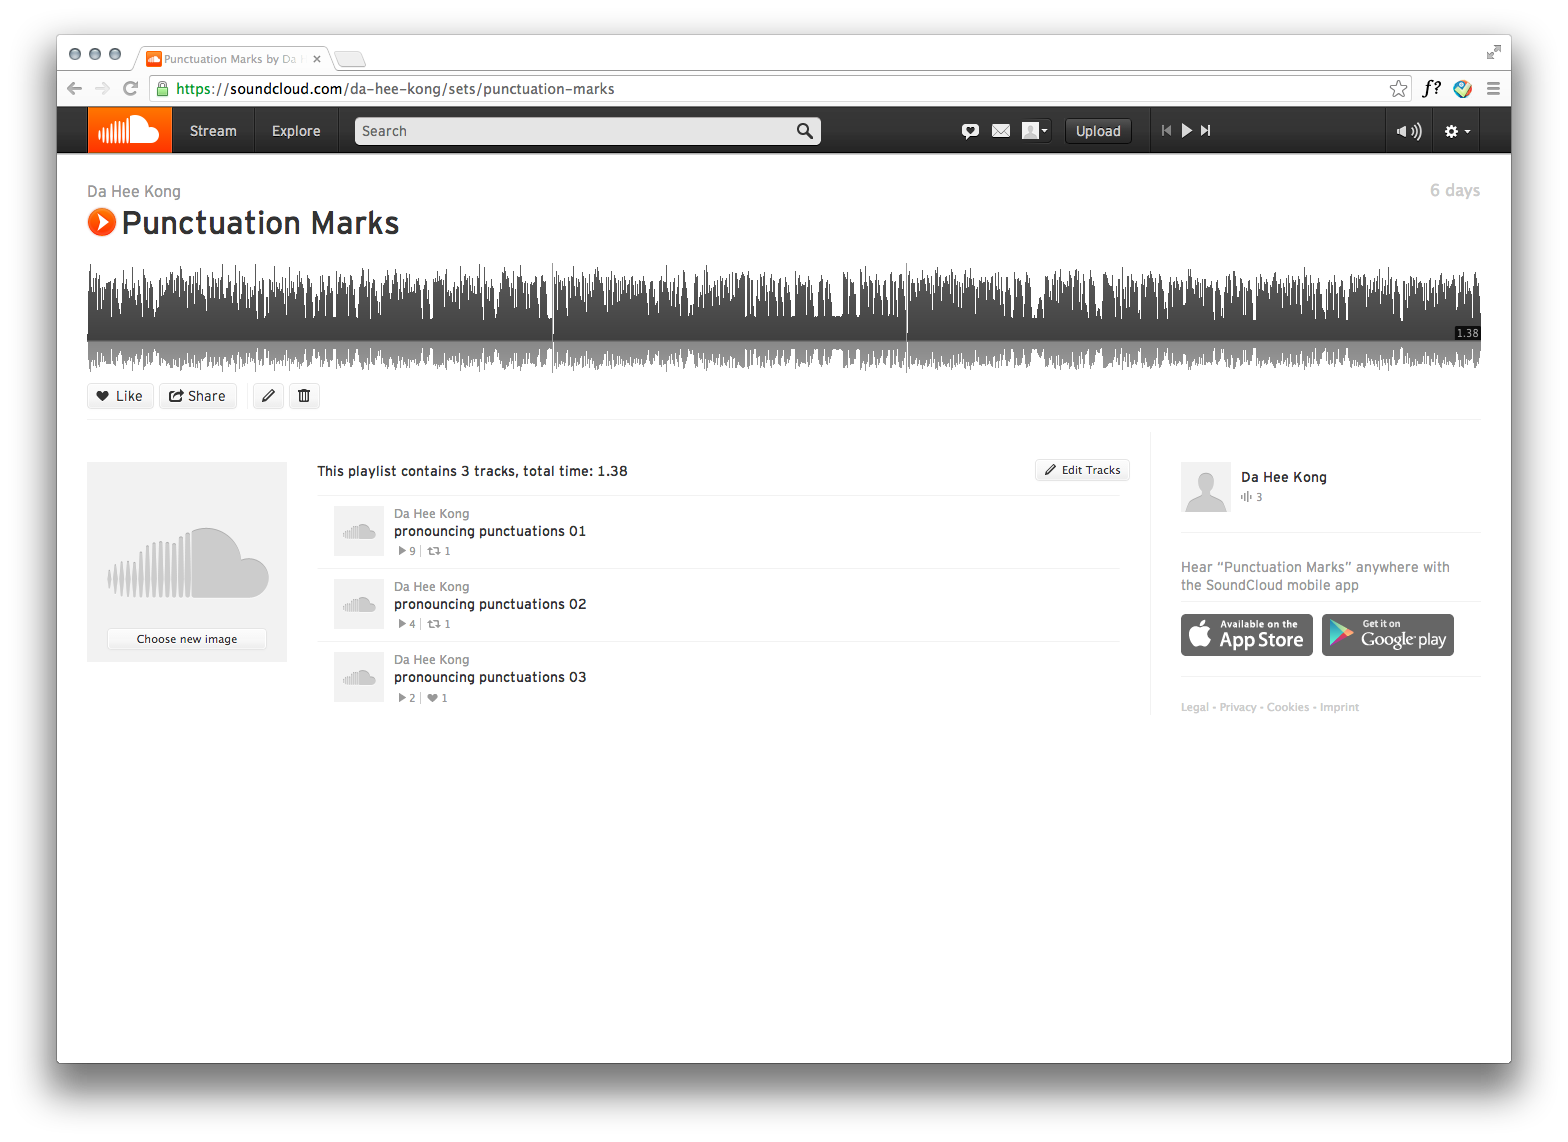 Punctuation Marks by Da
https://soundcloud.com/da-hee-kong/sets/punctuation-marks
f?
Stream
Explore
Search
Upload
Da Hee Kong
6 days
Punctuation Marks
1.38
Like
Share
This playlist contains 3 tracks, total time: 1.38
Edit Tracks
Da Hee Kong
pronouncing punctuations 01
9
1
Da Hee Kong
pronouncing punctuations 02
4
1
Da Hee Kong
pronouncing punctuations 03
2
1
Choose new image
Da Hee Kong
3
Hear “Punctuation Marks” anywhere with
the SoundCloud mobile app
Available on the
App Store
Get it on
Google play
Legal - Privacy - Cookies - Imprint